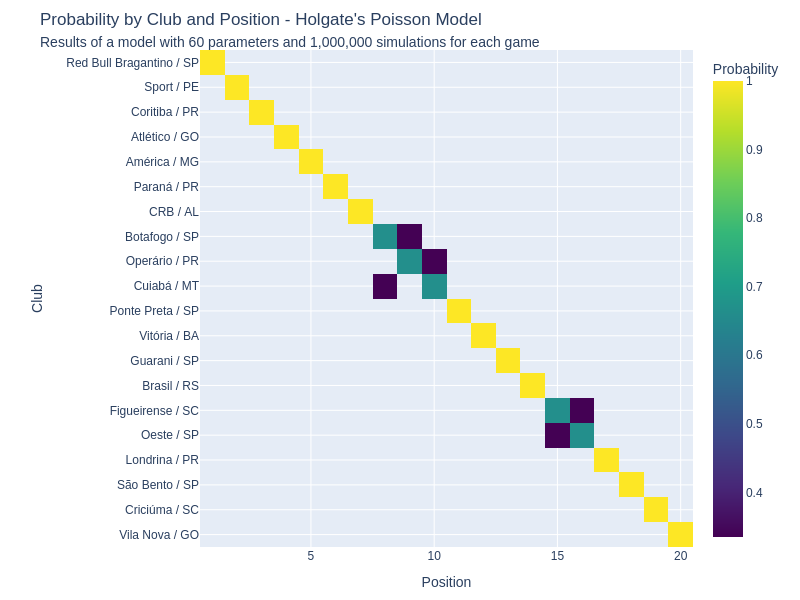 Probability by Club and Position - Holgate's Poisson Model
Results of a model with 60 parameters and 1,000,000 simulations for each game
Probability
Red Bull Bragantino / SP
Sport / PE
Coritiba / PR
Atlético / GO
América / MG
Paraná / PR
CRB / AL
Botafogo / SP
Operário / PR
Cuiabá / MT
Ponte Preta / SP
Vitória / BA
Guarani / SP
Brasil / RS
Figueirense / SC
Oeste / SP
Londrina / PR
São Bento / SP
Criciúma / SC
Vila Nova / GO
Club
5
10
15
20
Position
1
0.9
0.8
0.7
0.6
0.5
0.4